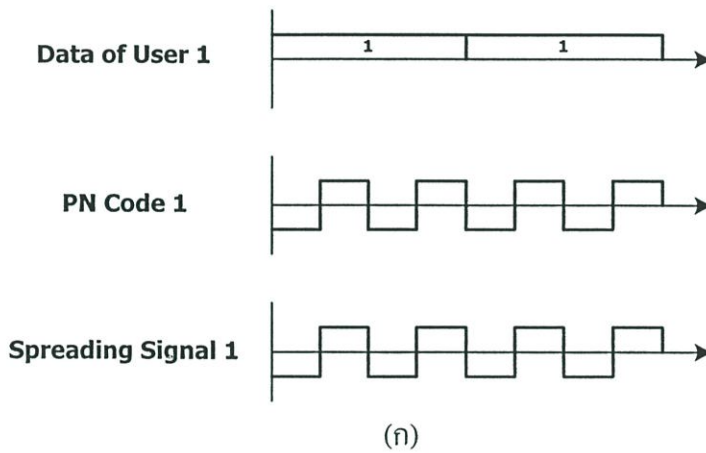 Data of User 1
1 1
PN Code 1
Spreading Signal 1
(ก)